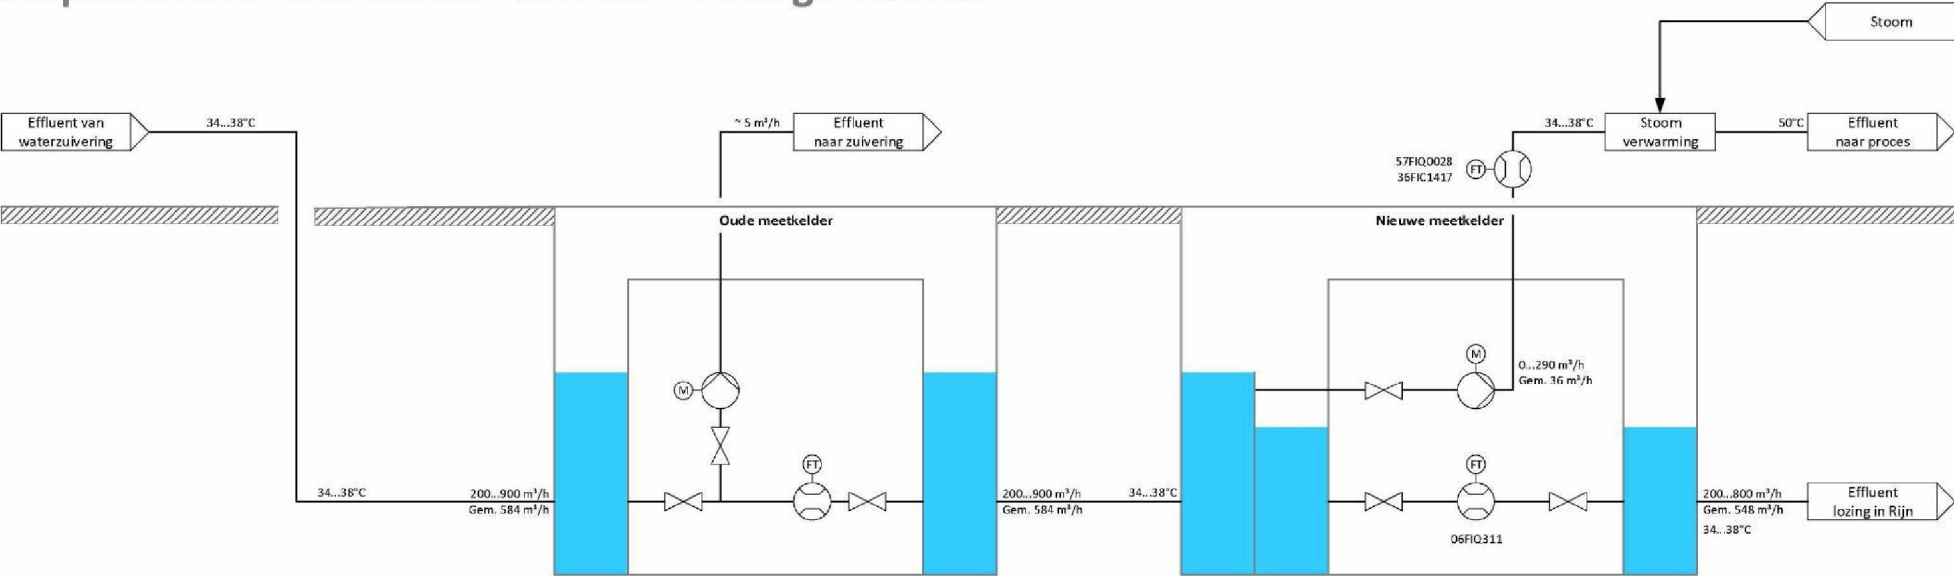 Stoom
Effluent van
waterzuivering
34...38°C
~ 5 m³/h
Effluent
naar zuivering
34...38°C
Stoom
verwarming
50°C
Effluent
naar proces
57FIQ0028
36FIC1417
FT
Oude meetkelder
Nieuwe meetkelder
M
M
0...290 m³/h
Gem. 36 m³/h
FT
FT
34...38°C
200...900 m³/h
Gem. 584 m³/h
200...900 m³/h
Gem. 584 m³/h
34...38°C
06FIQ311
200...800 m³/h
Gem. 548 m³/h
34...38°C
Effluent
lozing in Rijn